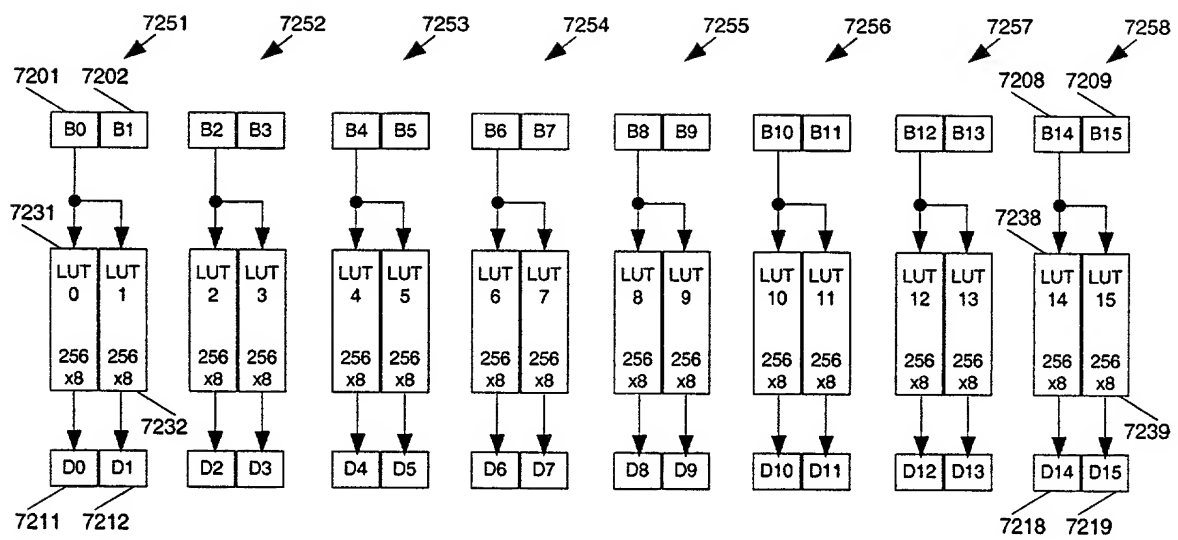 7251 7252 7253 7254 7255 7256 7257 7258
7201 7202 7208 7209
B0 B1 B2 B3 B4 B5 B6 B7 B8 B9 B10 B11 B12 B13 B14 B15
7231 7238
LUT LUT LUT LUT LUT LUT LUT LUT LUT LUT LUT LUT LUT LUT LUT LUT
0 1 2 3 4 5 6 7 8 9 10 11 12 13 14 15
256 256 256 256 256 256 256 256 256 256 256 256 256 256 256 256
x8 x8 x8 x8 x8 x8 x8 x8 x8 x8 x8 x8 x8 x8 x8 x8
7232 7239
D0 D1 D2 D3 D4 D5 D6 D7 D8 D9 D10 D11 D12 D13 D14 D15
7211 7212 7218 7219